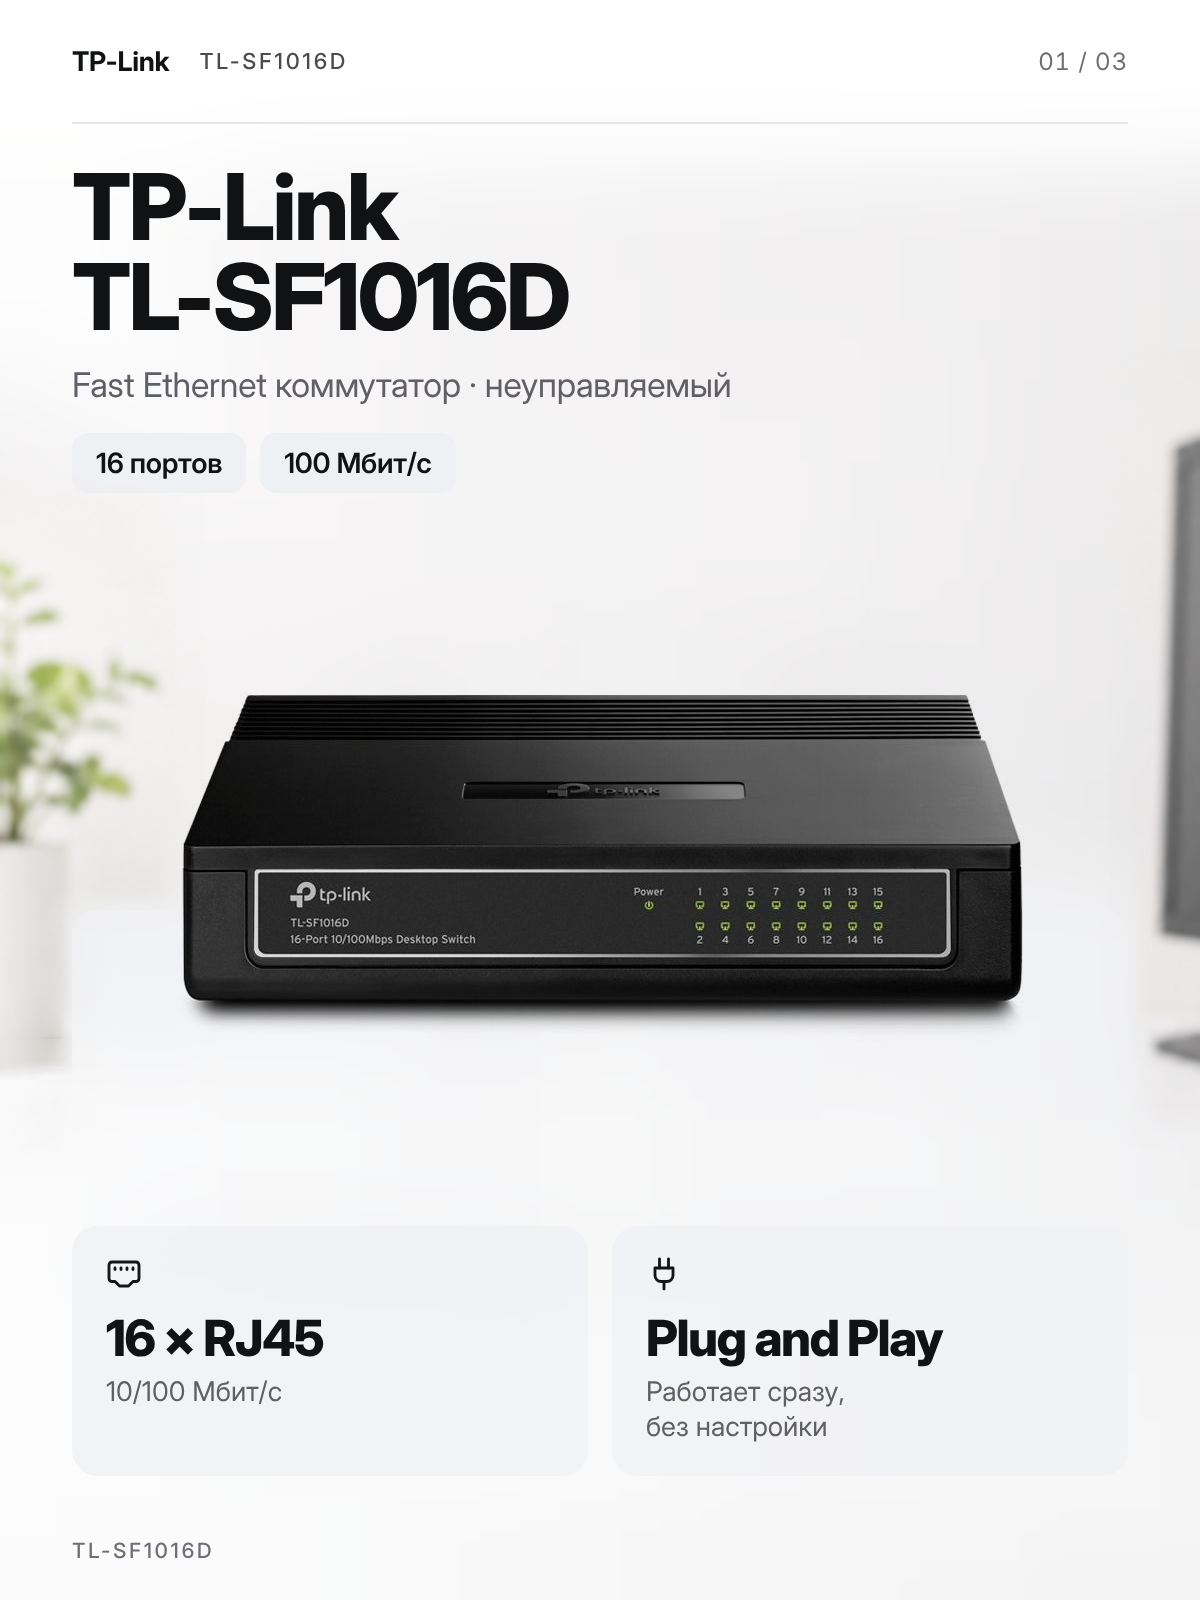 TP-Link TL-SF1016D 01 / 03
TP-Link
TL-SF1016D
Fast Ethernet коммутатор · неуправляемый
16 портов 100 Мбит/с
tp-link
tp-link
TL-SF1016D
16-Port 10/100Mbps Desktop Switch
Power
1 3 5 7 9 11 13 15
2 4 6 8 10 12 14 16
16 × RJ45
10/100 Мбит/с
Plug and Play
Работает сразу,
без настройки
TL-SF1016D